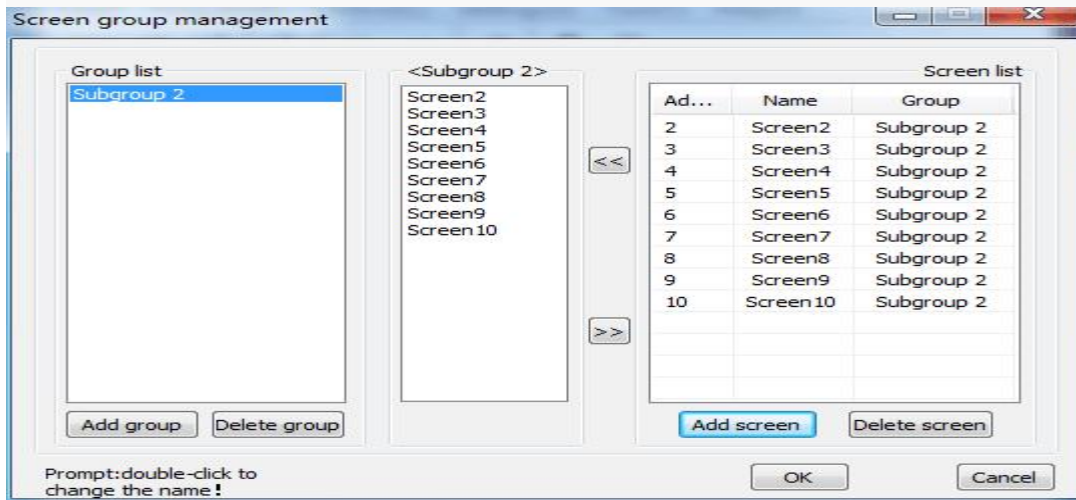 Screen group management
Group list
Subgroup 2
Add group
Delete group
<Subgroup 2>
Screen2
Screen3
Screen4
Screen5
Screen6
Screen7
Screen8
Screen9
Screen10
<<
>>
Screen list
Ad... Name Group
2 Screen2 Subgroup 2
3 Screen3 Subgroup 2
4 Screen4 Subgroup 2
5 Screen5 Subgroup 2
6 Screen6 Subgroup 2
7 Screen7 Subgroup 2
8 Screen8 Subgroup 2
9 Screen9 Subgroup 2
10 Screen10 Subgroup 2
Add screen
Delete screen
Prompt:double-click to
change the name!
OK
Cancel